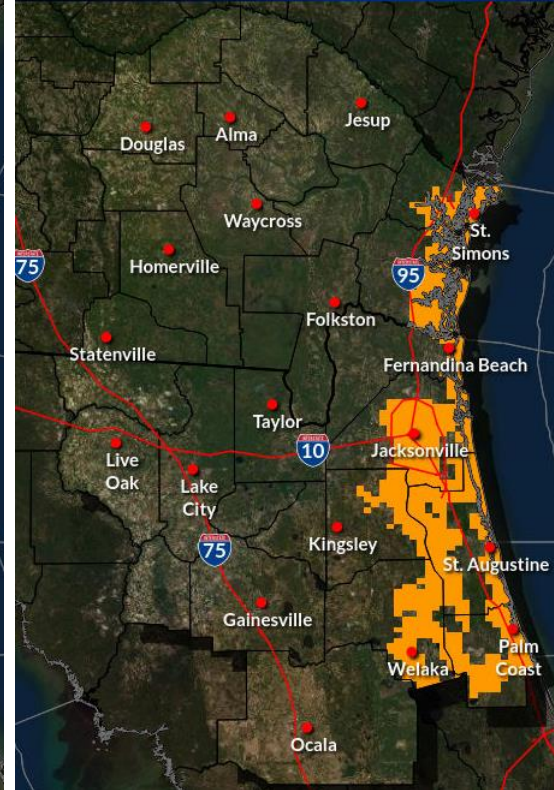 Douglas
Alma
Jesup
Waycross
St.
Simons
75
Homerville
95
Folkston
Statenville
Fernandina Beach
Taylor
Jacksonville
10
Live
Oak
Lake
City
75
Kingsley
St. Augustine
Gainesville
Welaka
Palm
Coast
Ocala